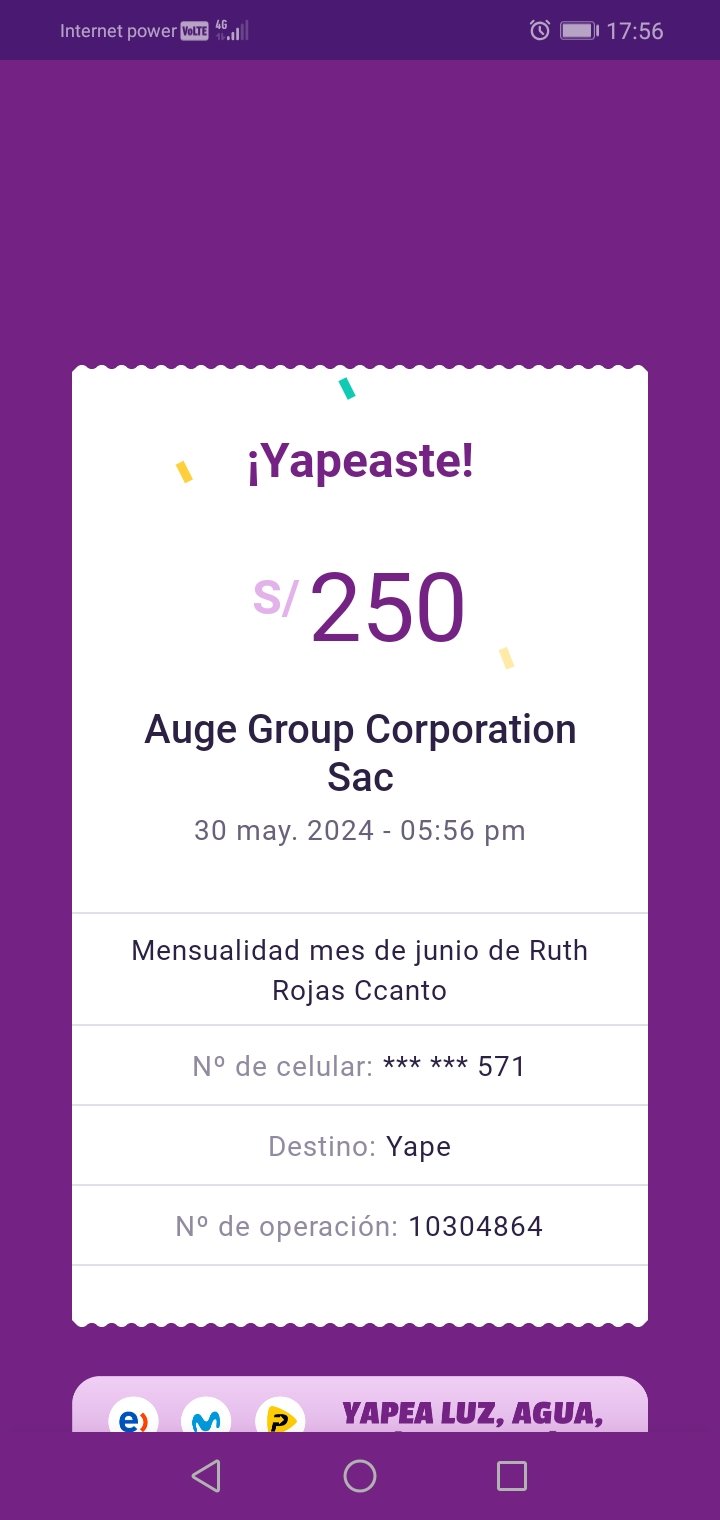 Internet power VoLTE 4G 17:56
¡Yapeaste!
S/ 250
Auge Group Corporation
Sac
30 may. 2024 - 05:56 pm
Mensualidad mes de junio de Ruth
Rojas Ccanto
Nº de celular: *** *** 571
Destino: Yape
Nº de operación: 10304864
e) P YAPEA LUZ, AGUA,